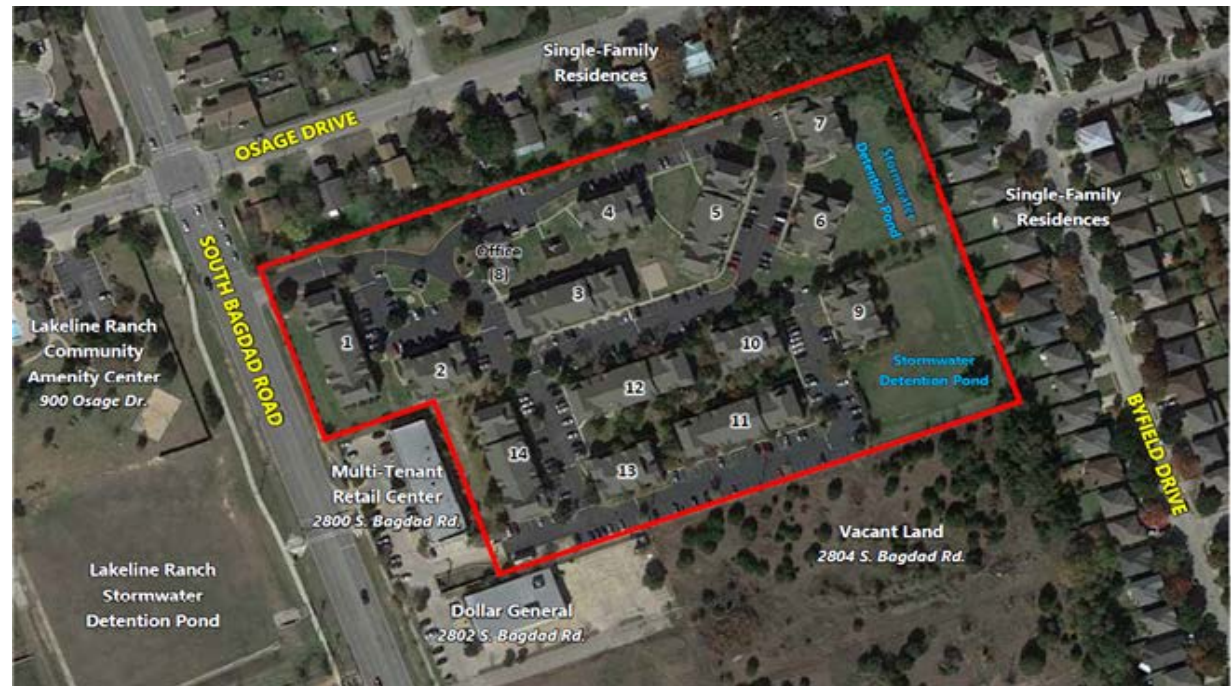 Single-Family
Residences
OSAGE DRIVE
7
Stormwater
Detention Pond
4
5
6
Single-Family
Residences
SOUTH BAGDAD ROAD
Office
(8)
3
9
Lakeline Ranch
Community
Amenity Center
900 Osage Dr.
1
2
10
Stormwater
Detention Pond
12
11
BYFIELD DRIVE
14
13
Multi-Tenant
Retail Center
2800 S. Bagdad Rd.
Vacant Land
2804 S. Bagdad Rd.
Lakeline Ranch
Stormwater
Detention Pond
Dollar General
2802 S. Bagdad Rd.